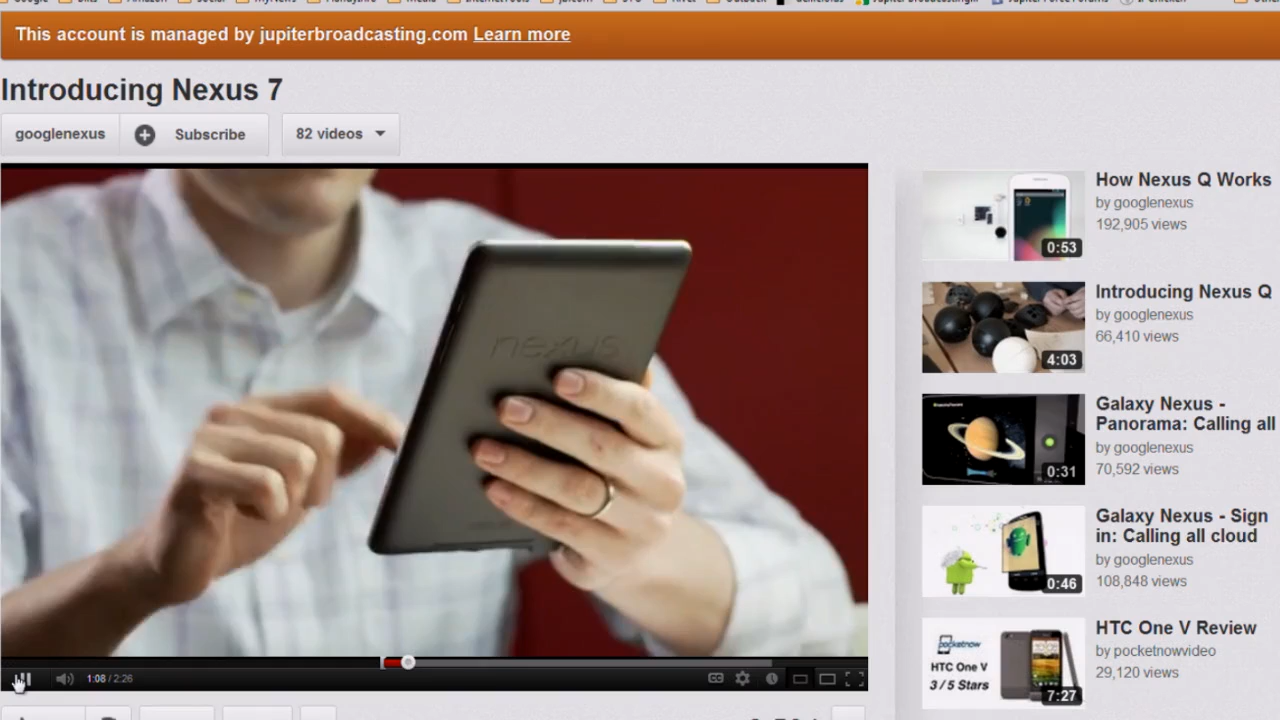 This account is managed by jupiterbroadcasting.com Learn more
Introducing Nexus 7
googlenexus
Subscribe
82 videos
nexus
1:08 / 2:26
CC
How Nexus Q Works
by googlenexus
192,905 views
0:53
Introducing Nexus Q
by googlenexus
66,410 views
4:03
Galaxy Nexus -
Panorama: Calling all
by googlenexus
70,592 views
0:31
Galaxy Nexus - Sign
in: Calling all cloud
by googlenexus
108,848 views
0:46
HTC One V Review
by pocketnowvideo
29,120 views
pocketnow
HTC One V
3 / 5 Stars
7:27